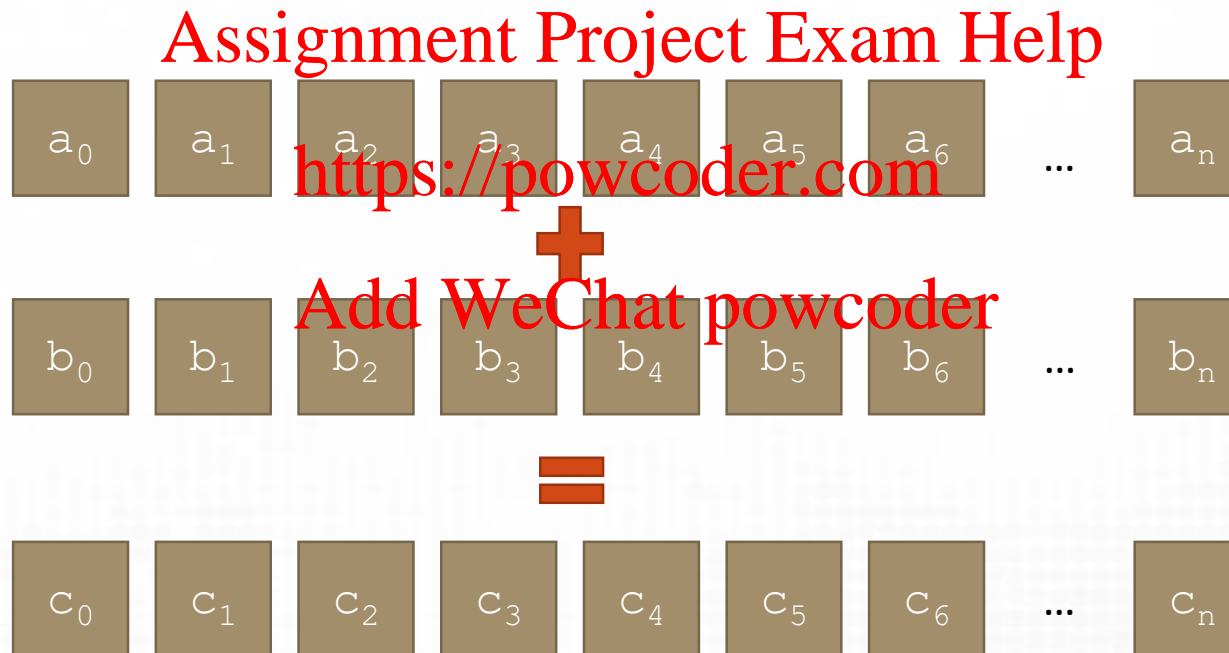 Assignment Project Exam Help
a₀ a₁ a₂ a₃ a₄ a₅ a₆ … aₙ
https://powcoder.com
Add WeChat powcoder
b₀ b₁ b₂ b₃ b₄ b₅ b₆ … bₙ
c₀ c₁ c₂ c₃ c₄ c₅ c₆ … cₙ